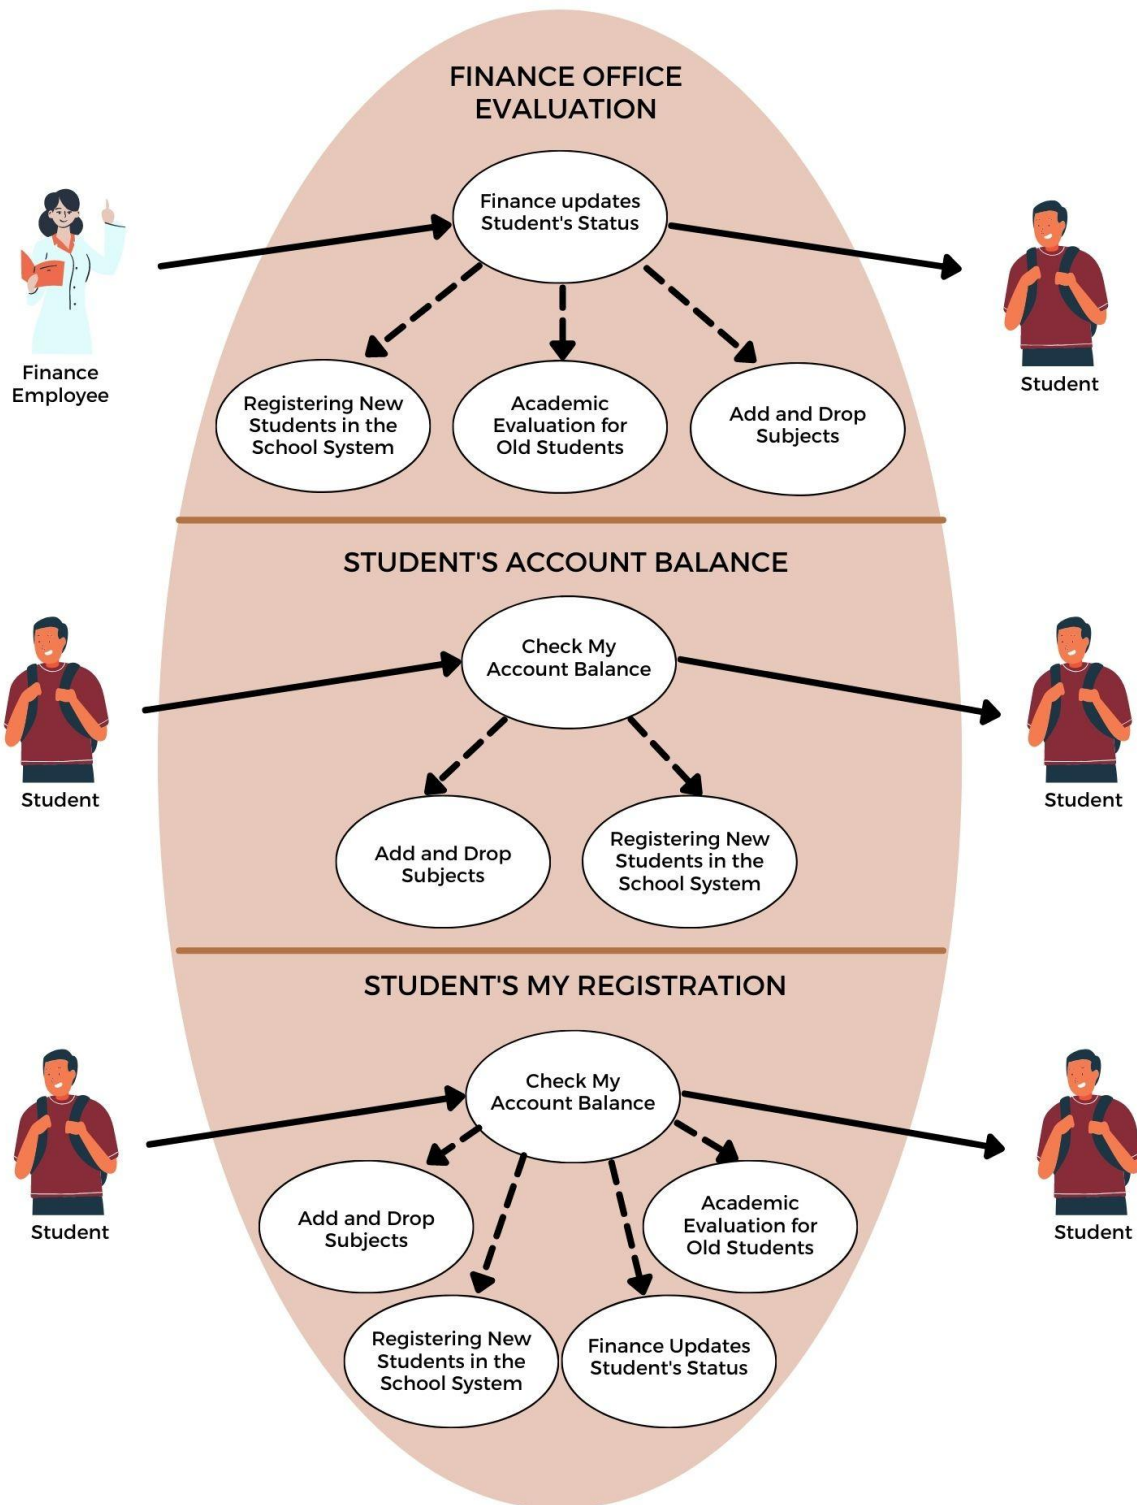 FINANCE OFFICE
EVALUATION
Finance updates
Student's Status
Finance
Employee
Student
Registering New
Students in the
School System
Academic
Evaluation for
Old Students
Add and Drop
Subjects
STUDENT'S ACCOUNT BALANCE
Check My
Account Balance
Student
Student
Add and Drop
Subjects
Registering New
Students in the
School System
STUDENT'S MY REGISTRATION
Check My
Account Balance
Student
Student
Add and Drop
Subjects
Academic
Evaluation for
Old Students
Registering New
Students in the
School System
Finance Updates
Student's Status